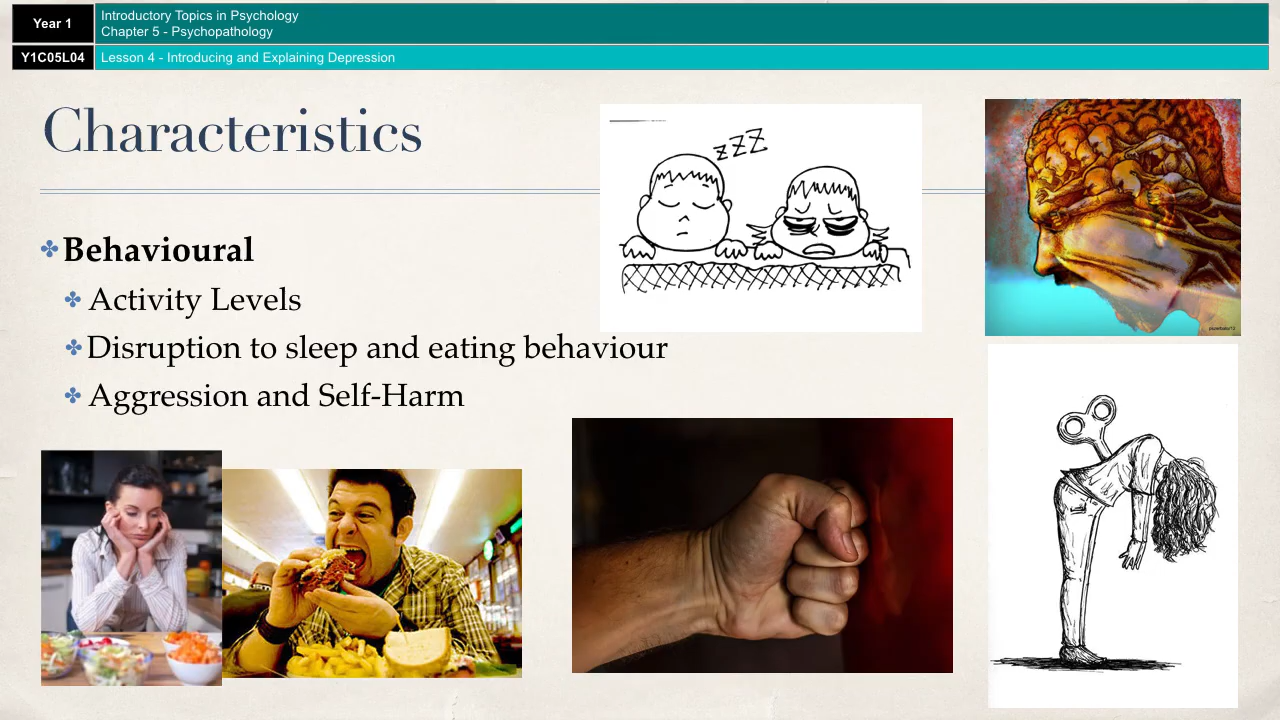 Year 1
Introductory Topics in Psychology
Chapter 5 - Psychopathology
Y1C05L04
Lesson 4 - Introducing and Explaining Depression
Characteristics
Behavioural
Activity Levels
Disruption to sleep and eating behaviour
Aggression and Self-Harm
zZZ